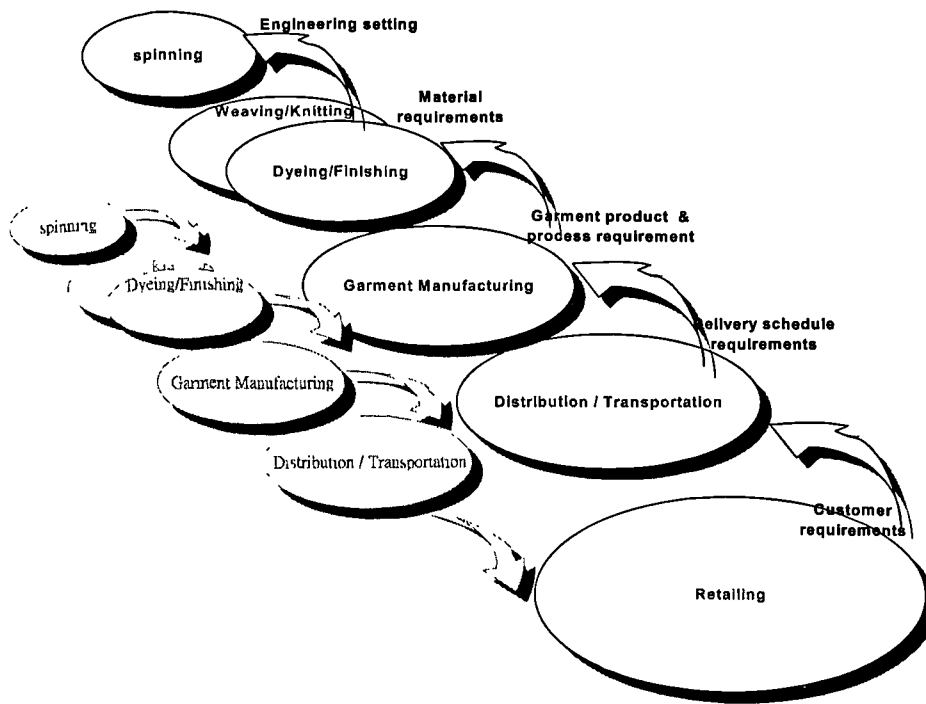 Engineering setting
spinning
Material
requirements
Weaving/Knitting
Dyeing/Finishing
Garment product &
process requirement
spinning
Dyeing/Finishing
Garment Manufacturing
Delivery schedule
requirements
Garment Manufacturing
Distribution / Transportation
Distribution / Transportation
Customer
requirements
Retailing